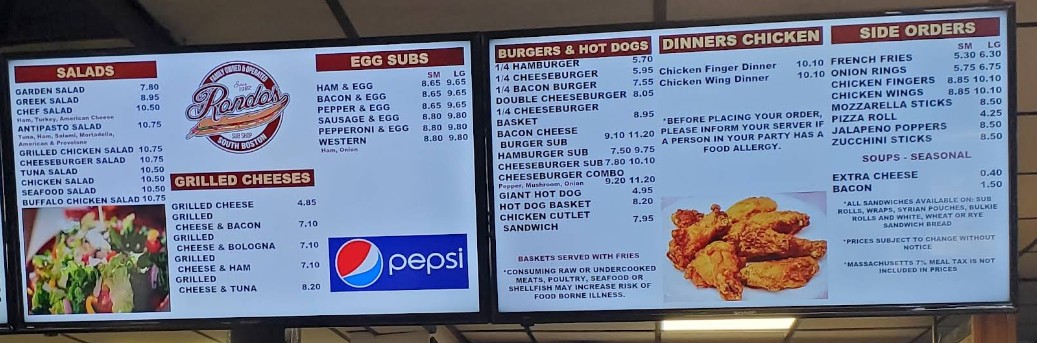 SALADS
GARDEN SALAD 7.80
GREEK SALAD 8.95
CHEF SALAD 10.50
Ham, Turkey, American Cheese
ANTIPASTO SALAD 10.75
Tuna, Ham, Salami, Mortadella,
American & Provolone
GRILLED CHICKEN SALAD 10.75
CHEESEBURGER SALAD 10.75
TUNA SALAD 10.50
CHICKEN SALAD 10.50
SEAFOOD SALAD 10.50
BUFFALO CHICKEN SALAD 10.75
FAMILY OWNED & OPERATED
Rondo's
SUB SHOP
SOUTH BOSTON
GRILLED CHEESES
GRILLED CHEESE 4.85
GRILLED
CHEESE & BACON 7.10
GRILLED
CHEESE & BOLOGNA 7.10
GRILLED
CHEESE & HAM 7.10
GRILLED
CHEESE & TUNA 8.20
EGG SUBS
SM LG
HAM & EGG 8.65 9.65
BACON & EGG 8.65 9.65
PEPPER & EGG 8.65 9.65
SAUSAGE & EGG 8.80 9.80
PEPPERONI & EGG 8.80 9.80
WESTERN 8.80 9.80
Ham, Onion
pepsi
BURGERS & HOT DOGS
1/4 HAMBURGER 5.70
1/4 CHEESEBURGER 5.95
1/4 BACON BURGER 7.55
DOUBLE CHEESEBURGER 8.05
1/4 CHEESEBURGER
BASKET 8.95
BACON CHEESE
BURGER SUB 9.10 11.20
HAMBURGER SUB 7.50 9.75
CHEESEBURGER SUB 7.80 10.10
CHEESEBURGER COMBO
Pepper, Mushroom, Onion 9.20 11.20
GIANT HOT DOG 4.95
HOT DOG BASKET 8.20
CHICKEN CUTLET
SANDWICH 7.95
BASKETS SERVED WITH FRIES
*CONSUMING RAW OR UNDERCOOKED
MEATS, POULTRY, SEAFOOD OR
SHELLFISH MAY INCREASE RISK OF
FOOD BORNE ILLNESS.
DINNERS CHICKEN
Chicken Finger Dinner 10.10
Chicken Wing Dinner 10.10
*BEFORE PLACING YOUR ORDER,
PLEASE INFORM YOUR SERVER IF
A PERSON IN YOUR PARTY HAS A
FOOD ALLERGY.
SIDE ORDERS
SM LG
FRENCH FRIES 5.30 6.30
ONION RINGS 5.75 6.75
CHICKEN FINGERS 8.85 10.10
CHICKEN WINGS 8.85 10.10
MOZZARELLA STICKS 8.50
PIZZA ROLL 4.25
JALAPENO POPPERS 8.50
ZUCCHINI STICKS 8.50
SOUPS - SEASONAL
EXTRA CHEESE 0.40
BACON 1.50
*ALL SANDWICHES AVAILABLE ON: SUB
ROLLS, WRAPS, SYRIAN POUCHES, BULKIE
ROLLS AND WHITE, WHEAT OR RYE
SANDWICH BREAD
*PRICES SUBJECT TO CHANGE WITHOUT
NOTICE
*MASSACHUSETTS 7% MEAL TAX IS NOT
INCLUDED IN PRICES